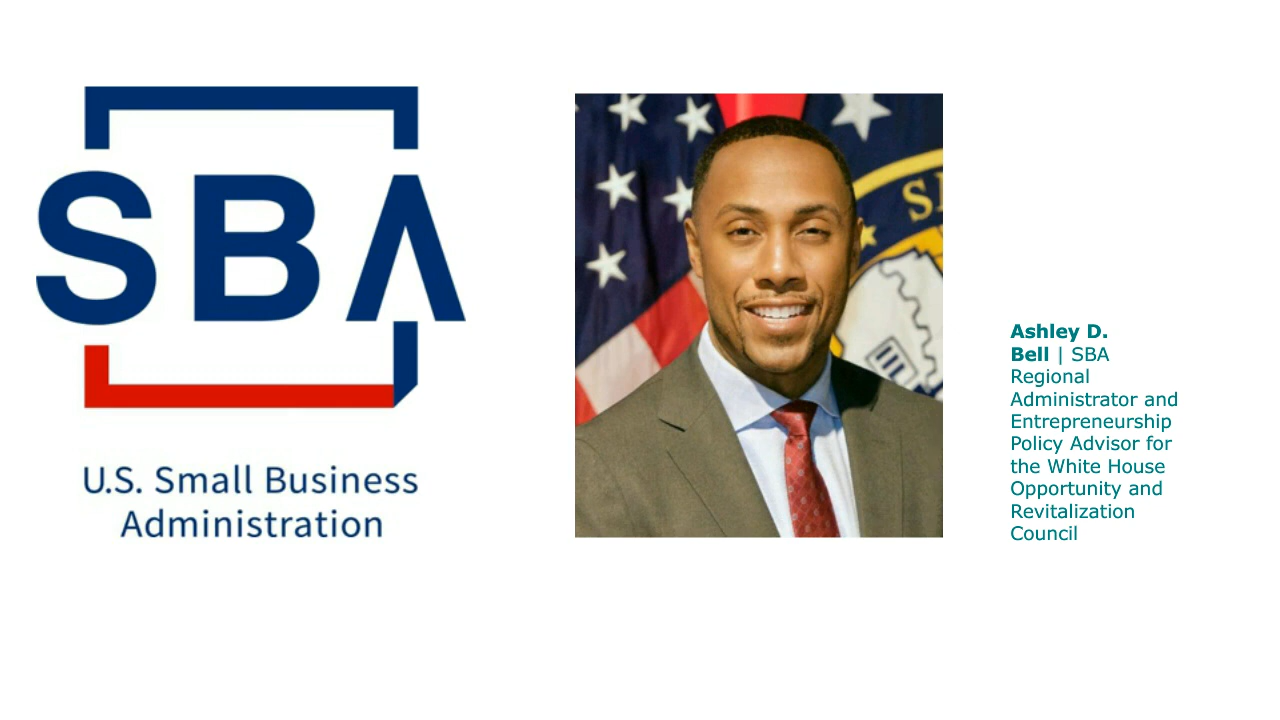 SBA
U.S. Small Business
Administration
Ashley D.
Bell | SBA
Regional
Administrator and
Entrepreneurship
Policy Advisor for
the White House
Opportunity and
Revitalization
Council